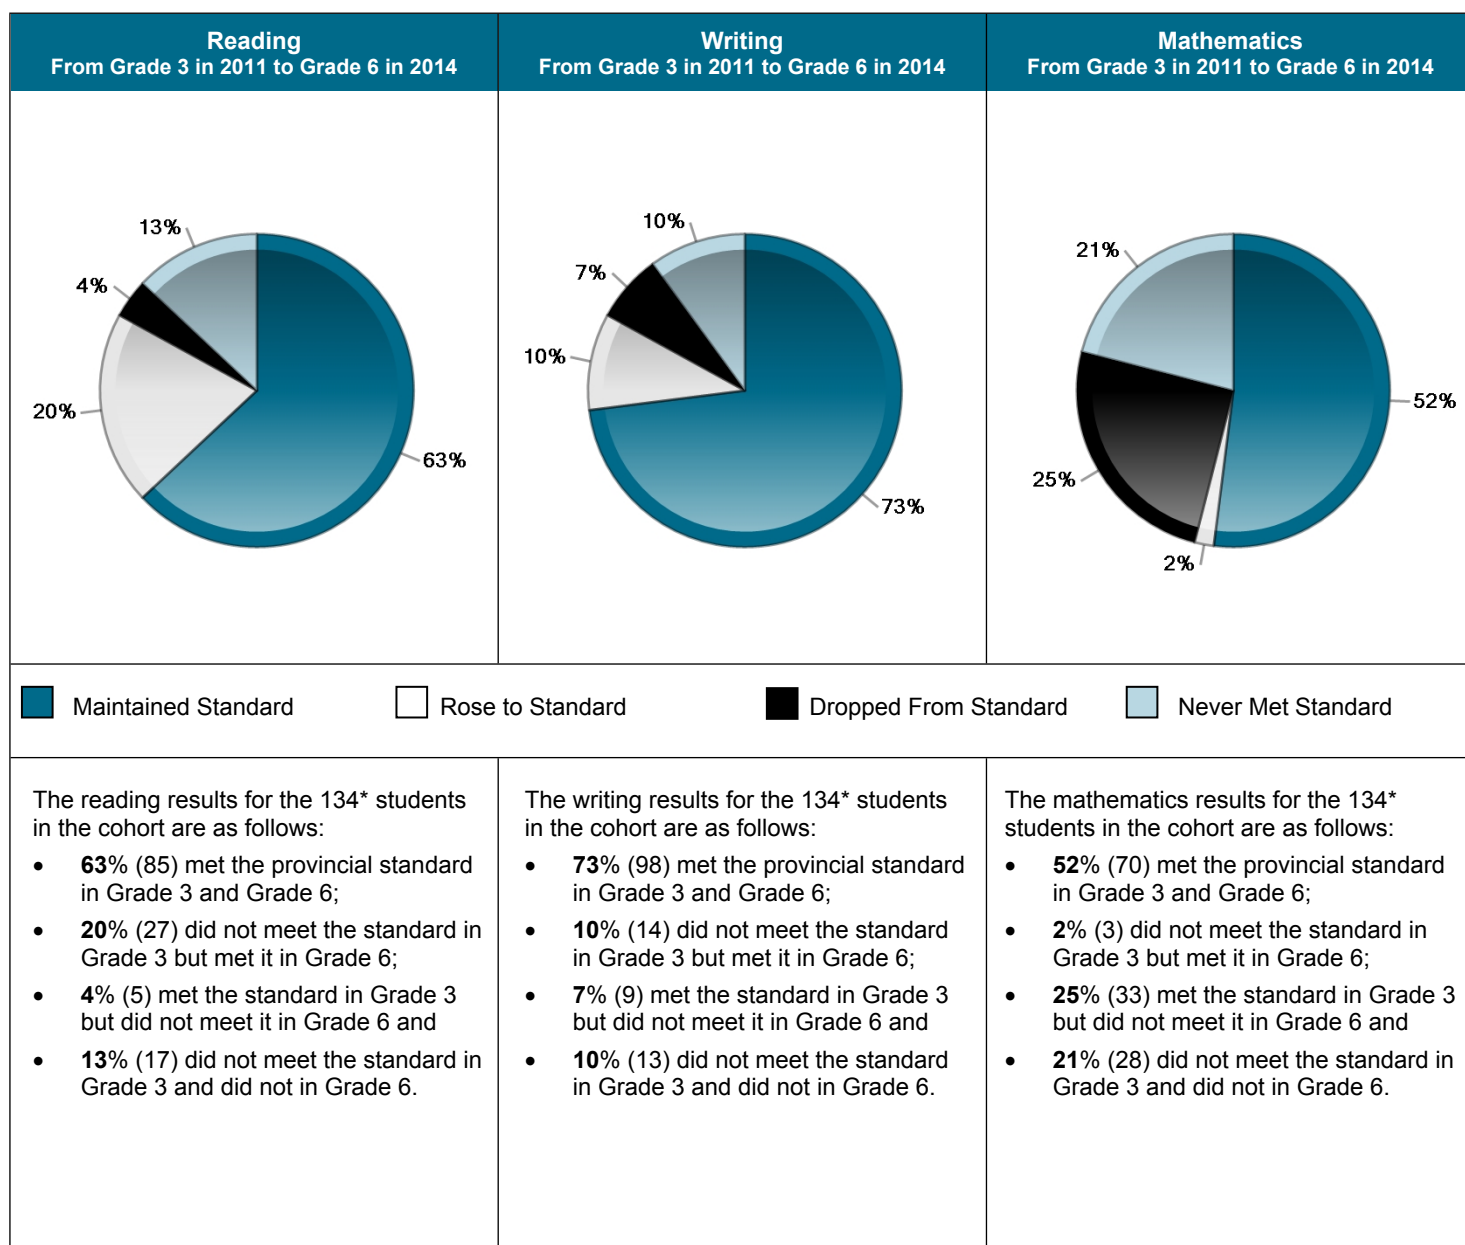 Reading
From Grade 3 in 2011 to Grade 6 in 2014
Writing
From Grade 3 in 2011 to Grade 6 in 2014
Mathematics
From Grade 3 in 2011 to Grade 6 in 2014
13%
4%
20%
63%
10%
7%
10%
73%
21%
52%
25%
2%
Maintained Standard
Rose to Standard
Dropped From Standard
Never Met Standard
The reading results for the 134* students
in the cohort are as follows:
• 63% (85) met the provincial standard
in Grade 3 and Grade 6;
• 20% (27) did not meet the standard in
Grade 3 but met it in Grade 6;
• 4% (5) met the standard in Grade 3
but did not meet it in Grade 6 and
• 13% (17) did not meet the standard in
Grade 3 and did not in Grade 6.
The writing results for the 134* students
in the cohort are as follows:
• 73% (98) met the provincial standard
in Grade 3 and Grade 6;
• 10% (14) did not meet the standard
in Grade 3 but met it in Grade 6;
• 7% (9) met the standard in Grade 3
but did not meet it in Grade 6 and
• 10% (13) did not meet the standard
in Grade 3 and did not in Grade 6.
The mathematics results for the 134*
students in the cohort are as follows:
• 52% (70) met the provincial standard
in Grade 3 and Grade 6;
• 2% (3) did not meet the standard in
Grade 3 but met it in Grade 6;
• 25% (33) met the standard in Grade 3
but did not meet it in Grade 6 and
• 21% (28) did not meet the standard in
Grade 3 and did not in Grade 6.